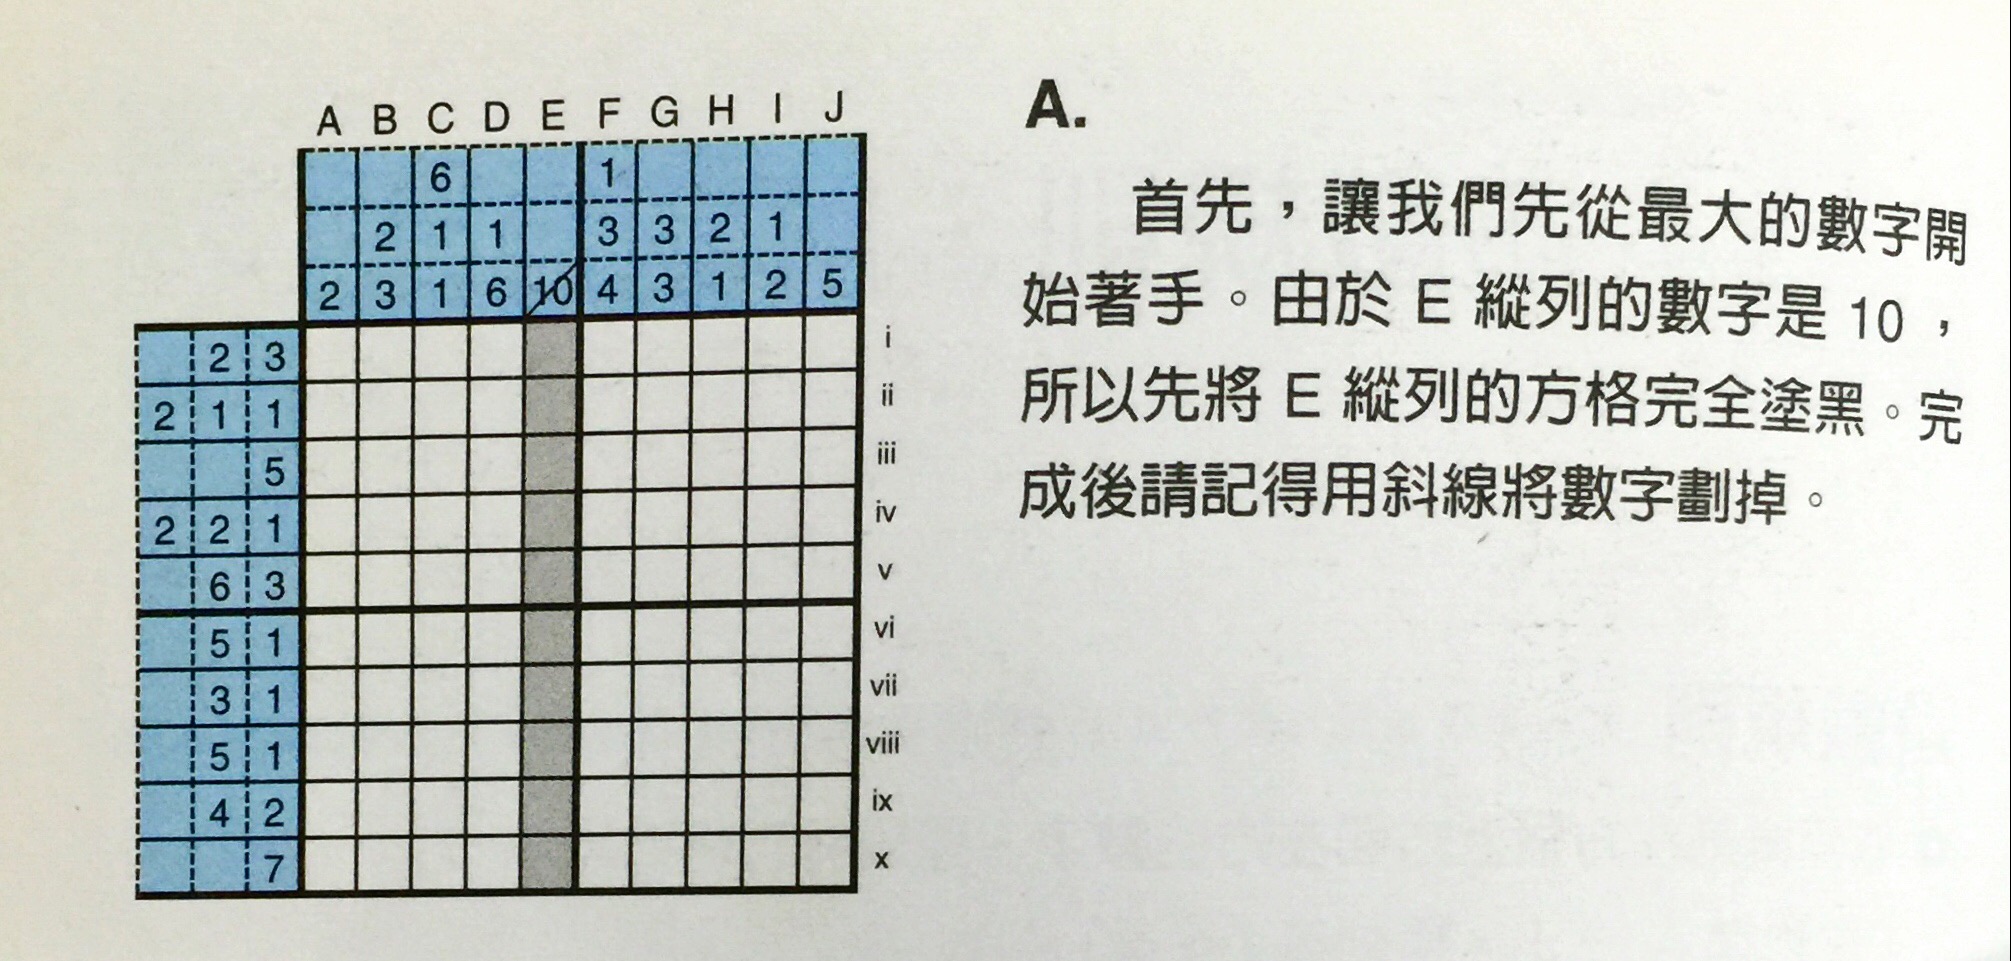 A B C D E F G H I J
6 1
2 1 1 3 3 2 1
2 3 1 6 10 4 3 1 2 5
2 3 i
2 1 1 ii
5 iii
2 2 1 iv
6 3 v
5 1 vi
3 1 vii
5 1 viii
4 2 ix
7 x
A.
首先，讓我們先從最大的數字開
始著手。由於 E 縱列的數字是 10，
所以先將 E 縱列的方格完全塗黑。完
成後請記得用斜線將數字劃掉。